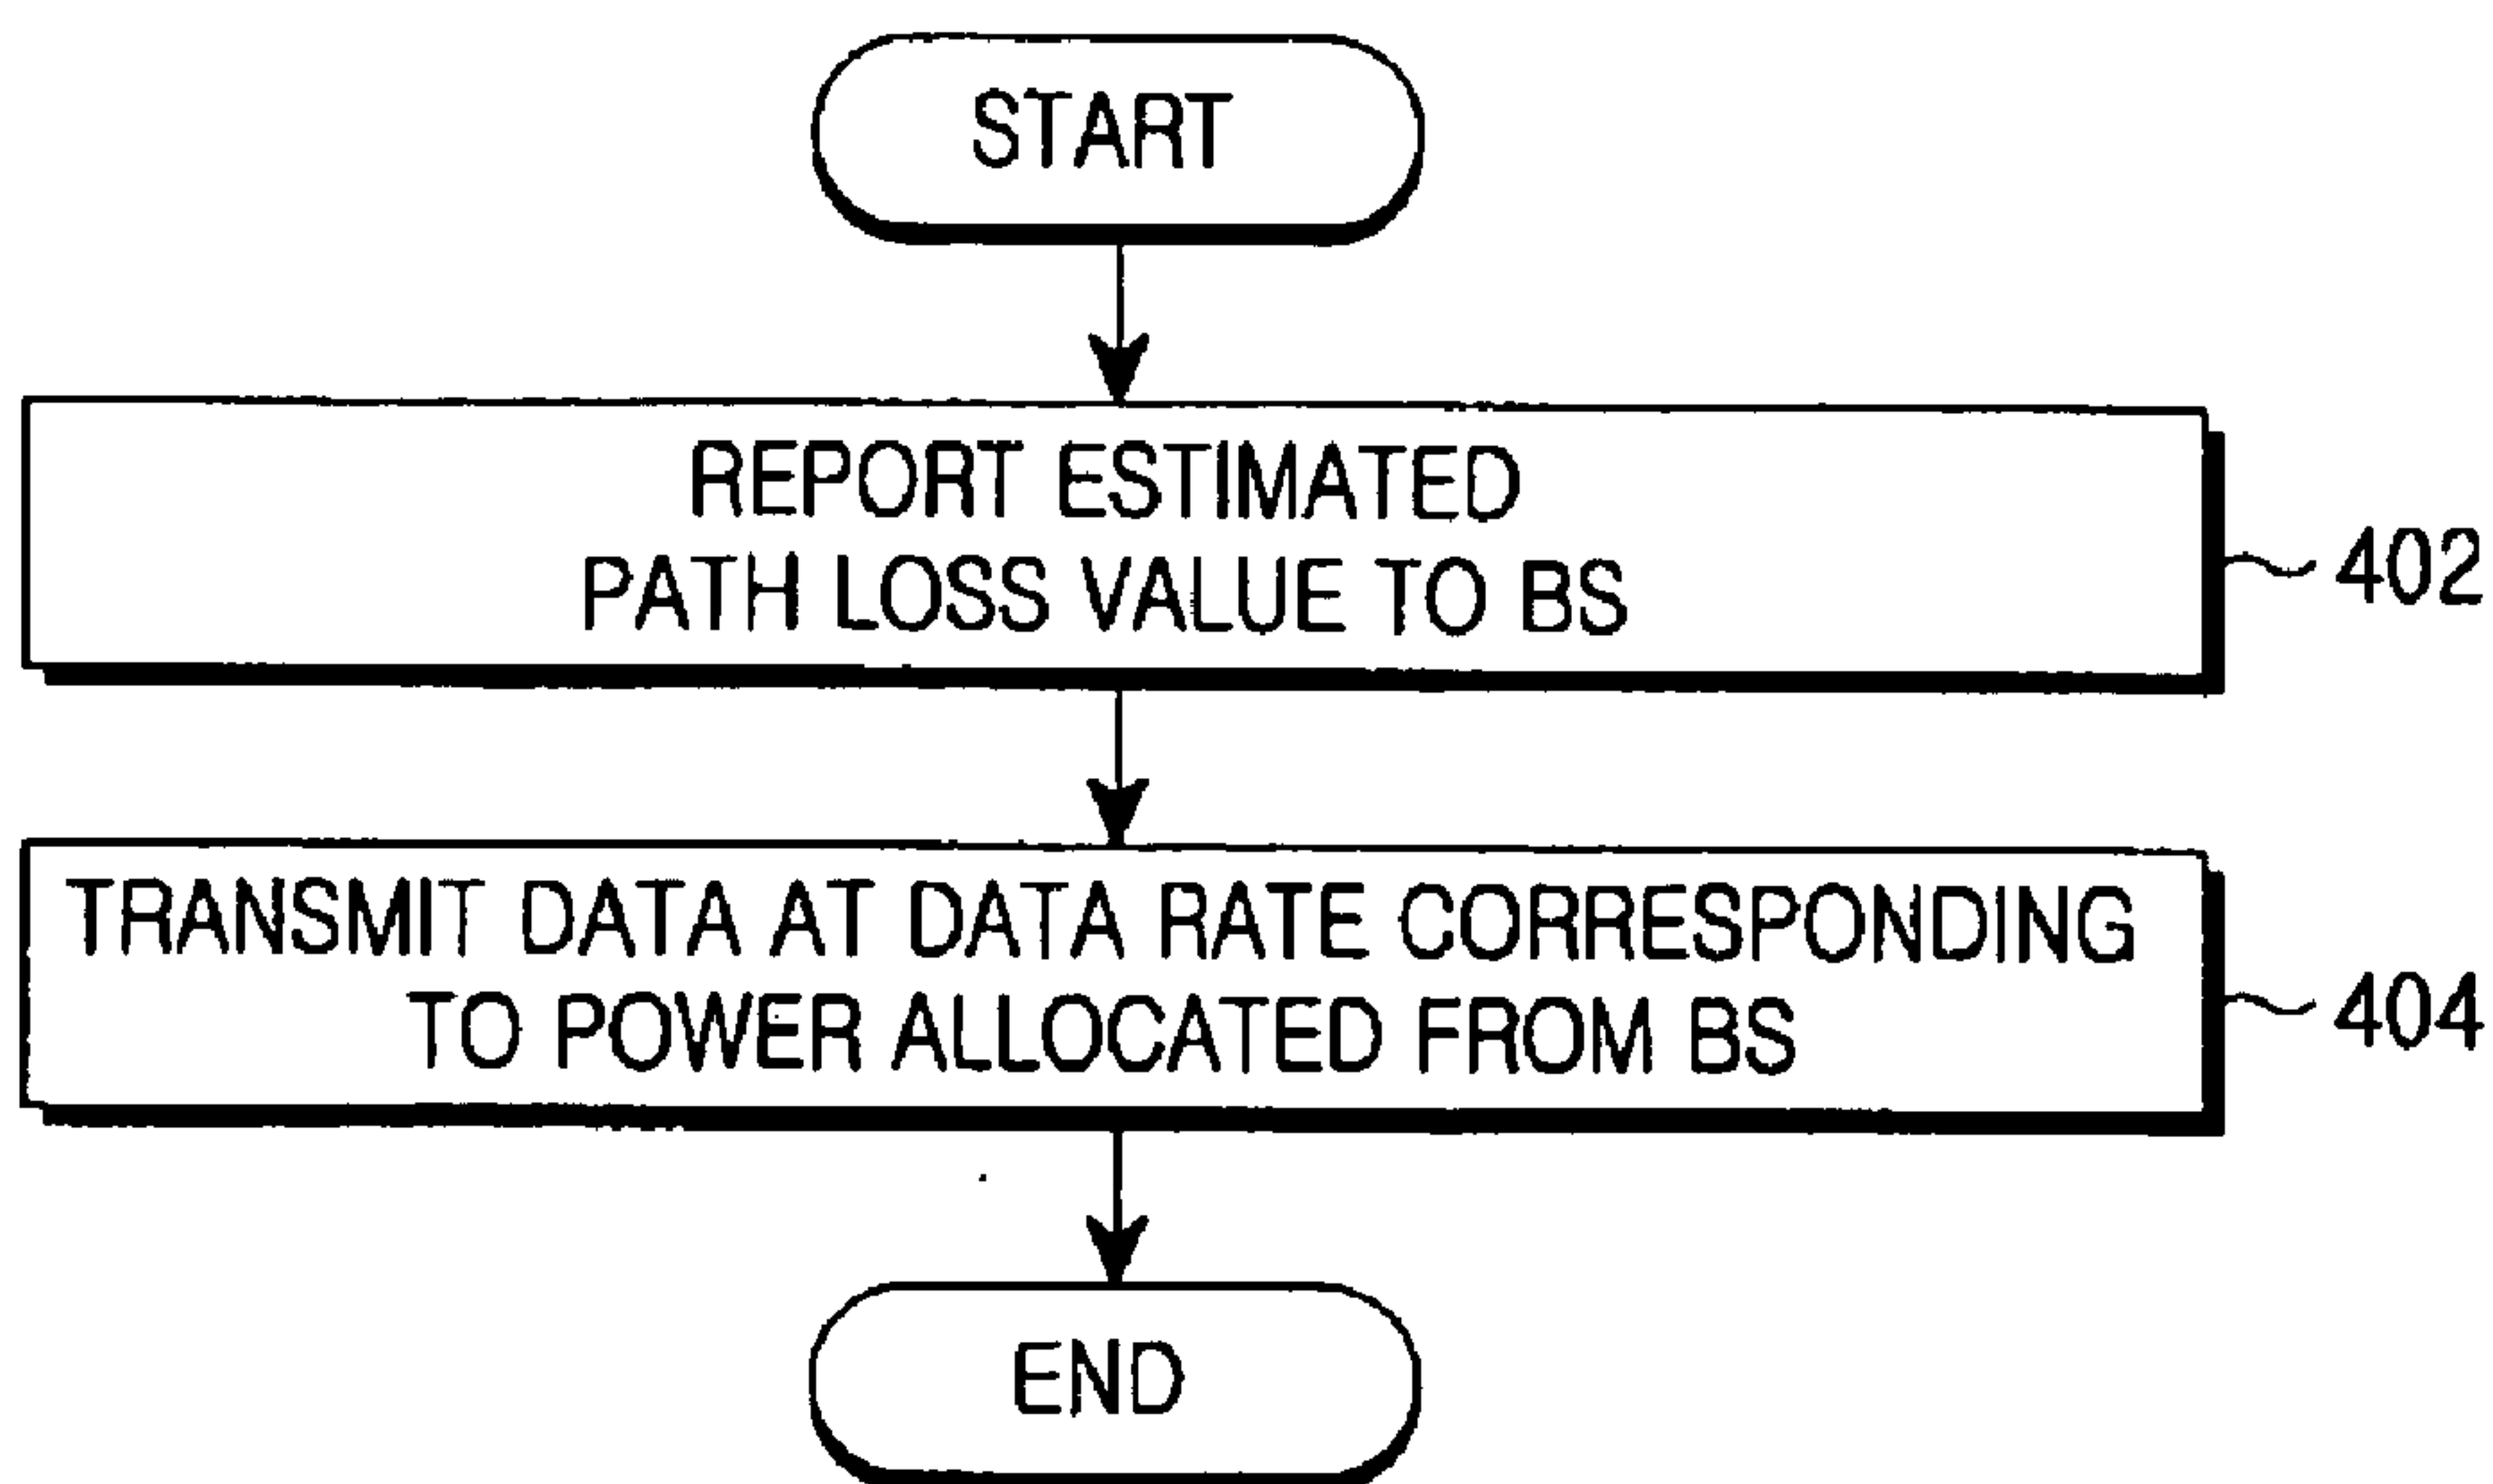 START
REPORT ESTIMATED
PATH LOSS VALUE TO BS
402
TRANSMIT DATA AT DATA RATE CORRESPONDING
TO POWER ALLOCATED FROM BS
404
END